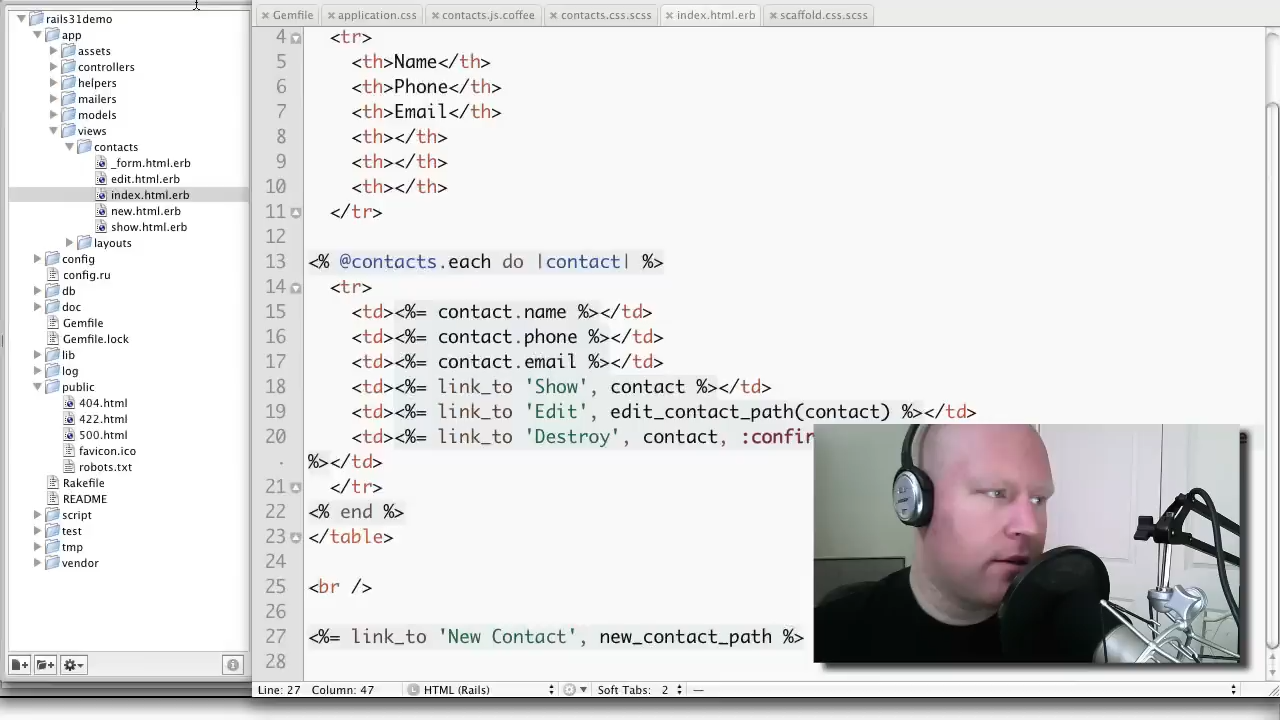 rails31demo
app
assets
controllers
helpers
mailers
models
views
contacts
_form.html.erb
edit.html.erb
index.html.erb
new.html.erb
show.html.erb
layouts
config
config.ru
db
doc
Gemfile
Gemfile.lock
lib
log
public
404.html
422.html
500.html
favicon.ico
robots.txt
Rakefile
README
script
test
tmp
vendor
Gemfile application.css contacts.js.coffee contacts.css.scss index.html.erb scaffold.css.scss
4 <tr>
5 <th>Name</th>
6 <th>Phone</th>
7 <th>Email</th>
8 <th></th>
9 <th></th>
10 <th></th>
11 </tr>
12
13 <% @contacts.each do |contact| %>
14 <tr>
15 <td><%= contact.name %></td>
16 <td><%= contact.phone %></td>
17 <td><%= contact.email %></td>
18 <td><%= link_to 'Show', contact %></td>
19 <td><%= link_to 'Edit', edit_contact_path(contact) %></td>
20 <td><%= link_to 'Destroy', contact, :confir
%></td>
21 </tr>
22 <% end %>
23 </table>
24
25 <br />
26
27 <%= link_to 'New Contact', new_contact_path %>
28
Line: 27 Column: 47 HTML (Rails) Soft Tabs: 2 —